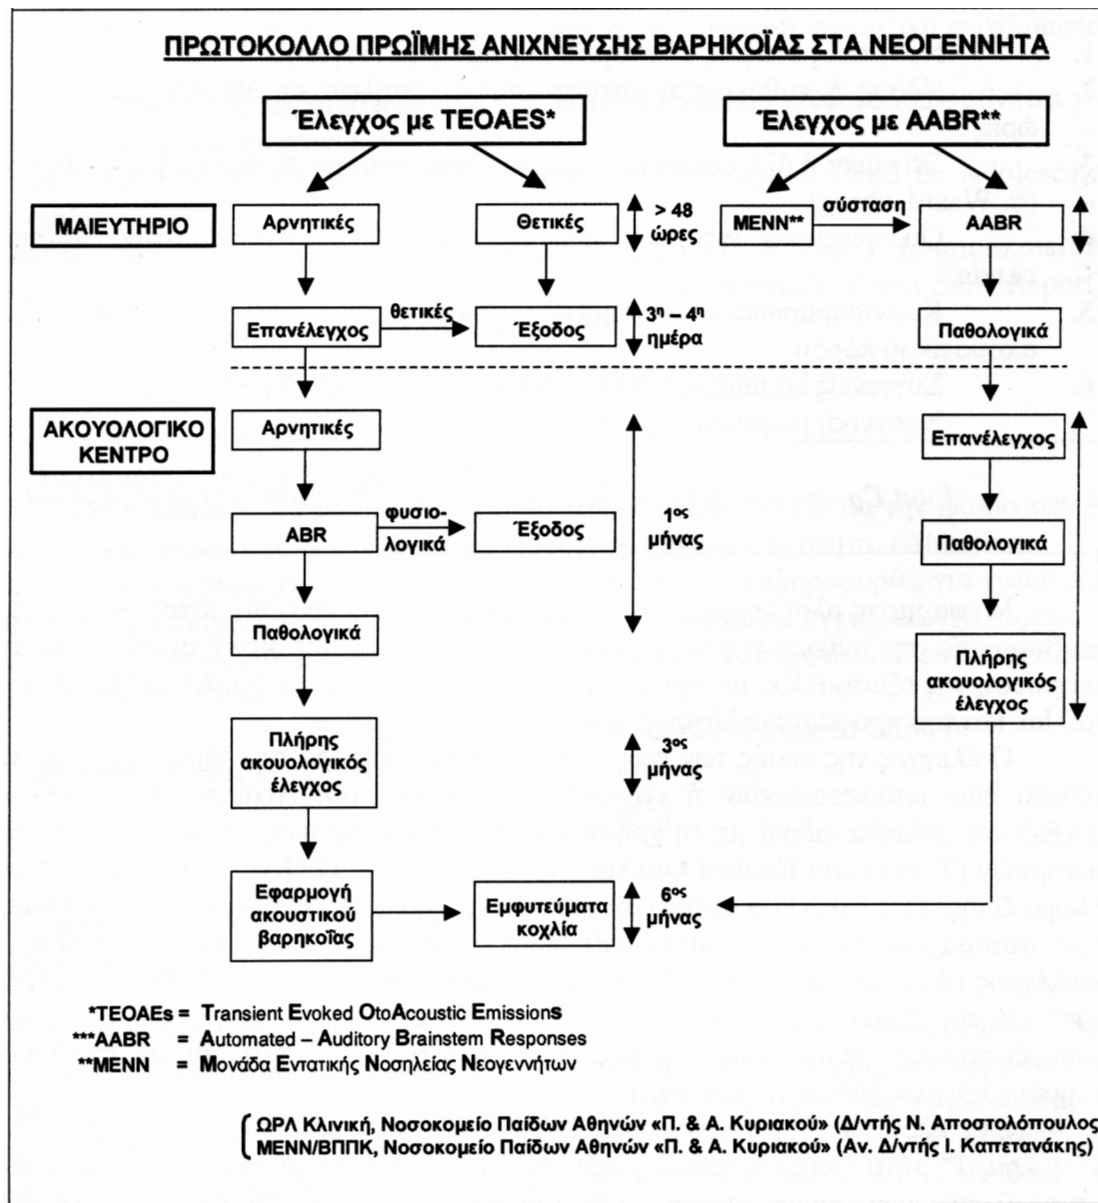 ΠΡΩΤΟΚΟΛΛΟ ΠΡΩΪΜΗΣ ΑΝΙΧΝΕΥΣΗΣ ΒΑΡΗΚΟΪΑΣ ΣΤΑ ΝΕΟΓΕΝΝΗΤΑ
Έλεγχος με TEOAES*
Έλεγχος με AABR**
ΜΑΙΕΥΤΗΡΙΟ
Αρνητικές
Θετικές
> 48
ώρες
ΜΕΝΝ**
σύσταση
AABR
Επανέλεγχος
θετικές
Έξοδος
3η – 4η
ημέρα
Παθολογικά
ΑΚΟΥΟΛΟΓΙΚΟ
ΚΕΝΤΡΟ
Αρνητικές
Επανέλεγχος
ABR
φυσιο-
λογικά
Έξοδος
1ος
μήνας
Παθολογικά
Παθολογικά
Πλήρης
ακουολογικός
έλεγχος
Πλήρης
ακουολογικός
έλεγχος
3ος
μήνας
Εφαρμογή
ακουστικού
βαρηκοΐας
Εμφυτεύματα
κοχλία
6ος
μήνας
*TEOAEs = Transient Evoked OtoAcoustic Emissions
***AABR = Automated – Auditory Brainstem Responses
**ΜΕΝΝ = Μονάδα Εντατικής Νοσηλείας Νεογεννήτων
ΩΡΛ Κλινική, Νοσοκομείο Παίδων Αθηνών «Π. & Α. Κυριακού» (Δ/ντής Ν. Αποστολόπουλος
ΜΕΝΝ/ΒΠΠΚ, Νοσοκομείο Παίδων Αθηνών «Π. & Α. Κυριακού» (Αν. Δ/ντής Ι. Καπετανάκης)